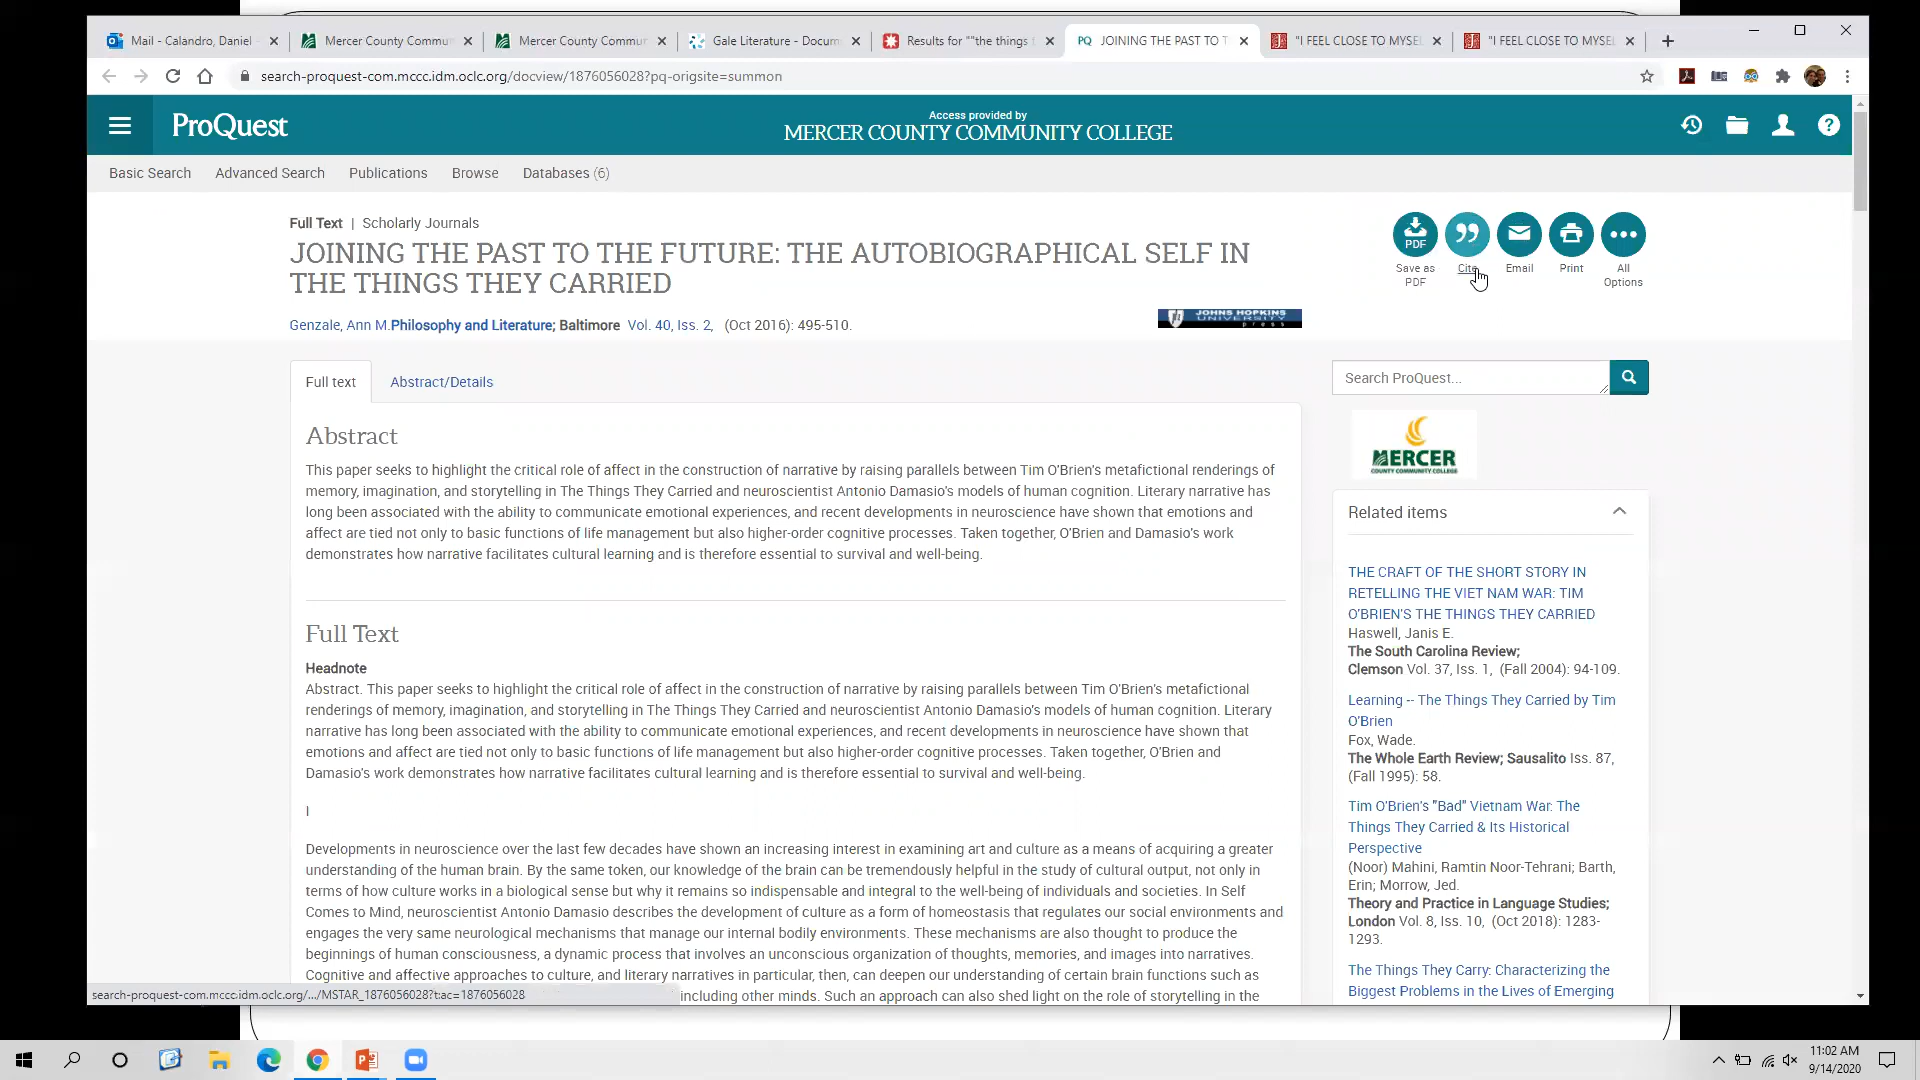 Mail - Calandro, Daniel -
Mercer County Commu
Mercer County Commu
Gale Literature - Docum
Results for ""the things
JOINING THE PAST TO T
"I FEEL CLOSE TO MYSE
"I FEEL CLOSE TO MYSE
search-proquest-com.mccc.idm.oclc.org/docview/1876056028?pq-origsite=summon
ProQuest
Access provided by
MERCER COUNTY COMMUNITY COLLEGE
Basic Search
Advanced Search
Publications
Browse
Databases (6)
Full Text | Scholarly Journals
JOINING THE PAST TO THE FUTURE: THE AUTOBIOGRAPHICAL SELF IN
THE THINGS THEY CARRIED
Genzale, Ann M.Philosophy and Literature; Baltimore Vol. 40, Iss. 2, (Oct 2016): 495-510.
JOHNS HOPKINS
UNIVERSITY
press
PDF
Save as
PDF
Cite
Email
Print
All
Options
Full text
Abstract/Details
Abstract
This paper seeks to highlight the critical role of affect in the construction of narrative by raising parallels between Tim O'Brien's metafictional renderings of
memory, imagination, and storytelling in The Things They Carried and neuroscientist Antonio Damasio's models of human cognition. Literary narrative has
long been associated with the ability to communicate emotional experiences, and recent developments in neuroscience have shown that emotions and
affect are tied not only to basic functions of life management but also higher-order cognitive processes. Taken together, O'Brien and Damasio's work
demonstrates how narrative facilitates cultural learning and is therefore essential to survival and well-being.
Full Text
Headnote
Abstract. This paper seeks to highlight the critical role of affect in the construction of narrative by raising parallels between Tim O'Brien's metafictional
renderings of memory, imagination, and storytelling in The Things They Carried and neuroscientist Antonio Damasio's models of human cognition. Literary
narrative has long been associated with the ability to communicate emotional experiences, and recent developments in neuroscience have shown that
emotions and affect are tied not only to basic functions of life management but also higher-order cognitive processes. Taken together, O'Brien and
Damasio's work demonstrates how narrative facilitates cultural learning and is therefore essential to survival and well-being.
I
Developments in neuroscience over the last few decades have shown an increasing interest in examining art and culture as a means of acquiring a greater
understanding of the human brain. By the same token, our knowledge of the brain can be tremendously helpful in the study of cultural output, not only in
terms of how culture works in a biological sense but why it remains so indispensable and integral to the well-being of individuals and societies. In Self
Comes to Mind, neuroscientist Antonio Damasio describes the development of culture as a form of homeostasis that regulates our social environments and
engages the very same neurological mechanisms that manage our internal bodily environments. These mechanisms are also thought to produce the
beginnings of human consciousness, a dynamic process that involves an unconscious organization of thoughts, memories, and images into narratives.
Cognitive and affective approaches to culture, and literary narratives in particular, then, can deepen our understanding of certain brain functions such as
including other minds. Such an approach can also shed light on the role of storytelling in the
search-proquest-com.mccc.idm.oclc.org/.../MSTAR_1876056028?t:ac=1876056028
Search ProQuest...
MERCER
COUNTY COMMUNITY COLLEGE
Related items
THE CRAFT OF THE SHORT STORY IN
RETELLING THE VIET NAM WAR: TIM
O'BRIEN'S THE THINGS THEY CARRIED
Haswell, Janis E.
The South Carolina Review;
Clemson Vol. 37, Iss. 1, (Fall 2004): 94-109.
Learning -- The Things They Carried by Tim
O'Brien
Fox, Wade.
The Whole Earth Review; Sausalito Iss. 87,
(Fall 1995): 58.
Tim O'Brien's "Bad" Vietnam War: The
Things They Carried & Its Historical
Perspective
(Noor) Mahini, Ramtin Noor-Tehrani; Barth,
Erin; Morrow, Jed.
Theory and Practice in Language Studies;
London Vol. 8, Iss. 10, (Oct 2018): 1283-
1293.
The Things They Carry: Characterizing the
Biggest Problems in the Lives of Emerging
11:02 AM
9/14/2020